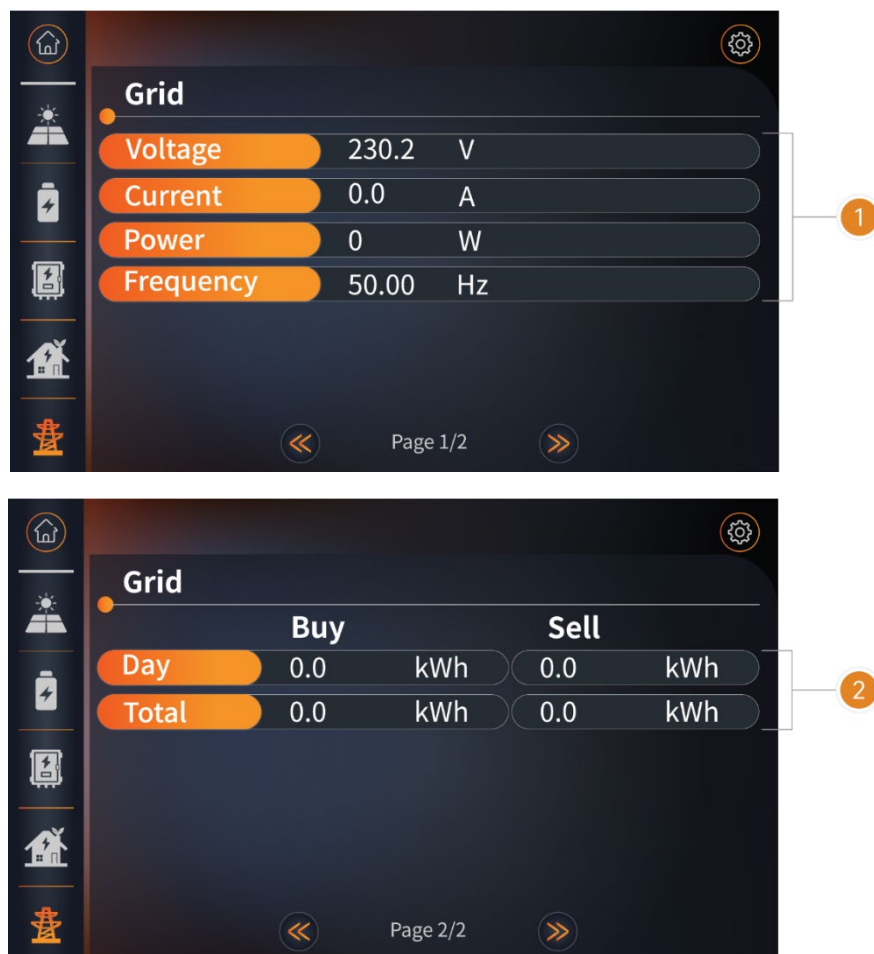 Grid
Voltage 230.2 V
Current 0.0 A
Power 0 W
Frequency 50.00 Hz
1
Page 1/2
Grid
Buy Sell
Day 0.0 kWh 0.0 kWh
Total 0.0 kWh 0.0 kWh
2
Page 2/2